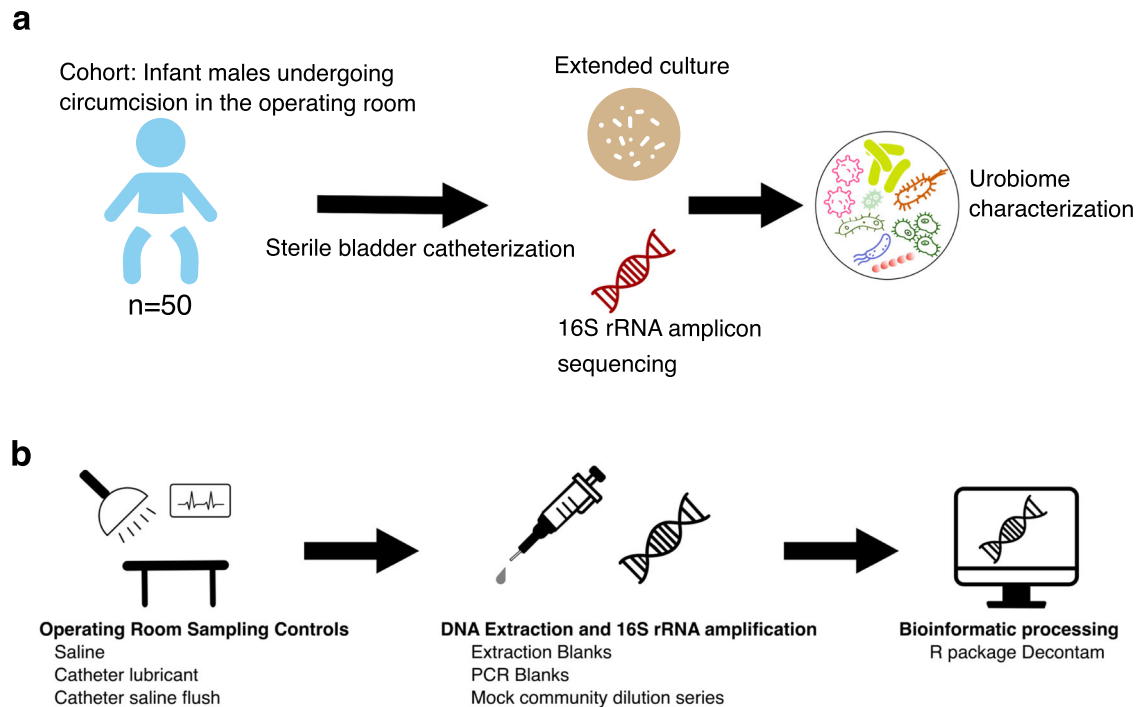 a
Cohort: Infant males undergoing
circumcision in the operating room
n=50
Sterile bladder catheterization
Extended culture
16S rRNA amplicon
sequencing
Urobiome
characterization
b
Operating Room Sampling Controls
Saline
Catheter lubricant
Catheter saline flush
DNA Extraction and 16S rRNA amplification
Extraction Blanks
PCR Blanks
Mock community dilution series
Bioinformatic processing
R package Decontam